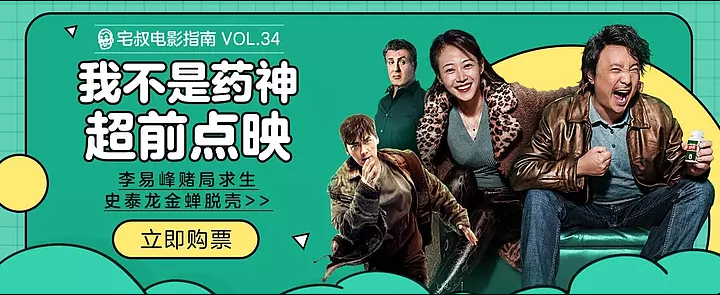 宅叔电影指南 VOL.34
我不是药神
超前点映
李易峰赌局求生
史泰龙金蝉脱壳>>
立即购票